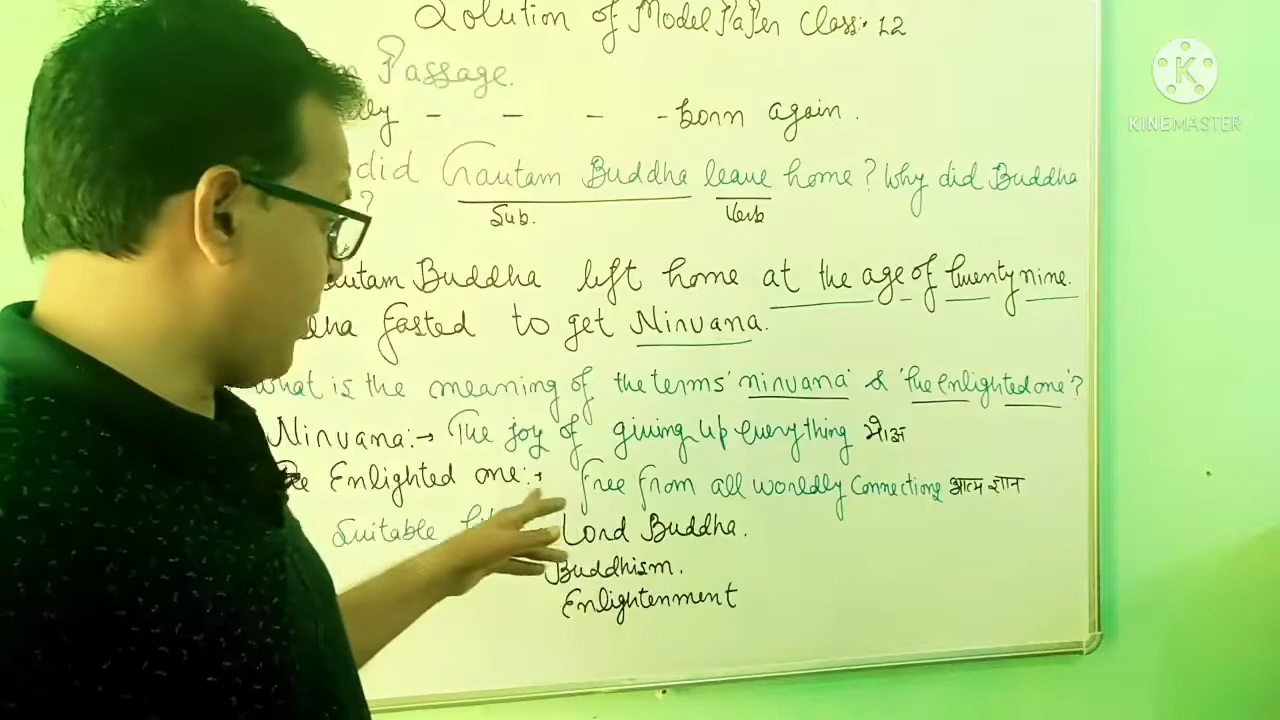 Solution of Model PaPer Class:- 12
Passage.
- - - - born again.
did Gautam Buddha leave home? Why did Buddha
?
Sub. Verb
Buddha left home at the age of twenty nine.
fasted to get Nirvana.
What is the meaning of the terms 'nirvana' & 'the enlighted one'?
Nirvana:→ The joy of giving up everything
Enlighted one:→ free from all worldly Connections आत्म ज्ञान
Suitable
Lord Buddha.
Buddhism.
Enlightenment
KINEMASTER